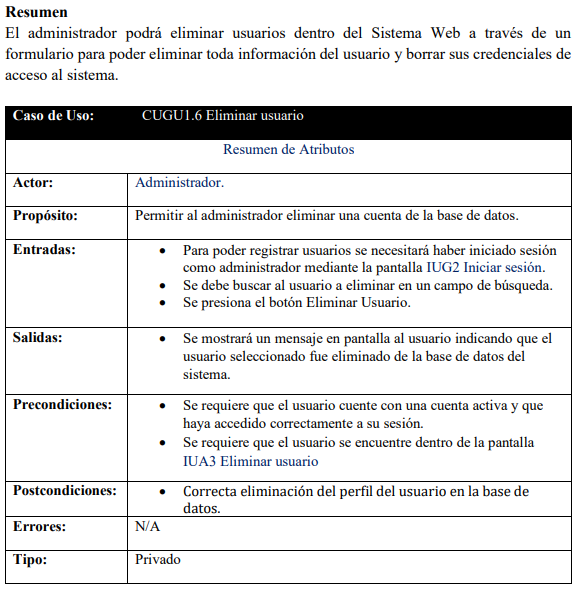 Resumen
El administrador podrá eliminar usuarios dentro del Sistema Web a través de un
formulario para poder eliminar toda información del usuario y borrar sus credenciales de
acceso al sistema.
Caso de Uso: CUGU1.6 Eliminar usuario
Resumen de Atributos
Actor: Administrador.
Propósito: Permitir al administrador eliminar una cuenta de la base de datos.
Entradas: • Para poder registrar usuarios se necesitará haber iniciado sesión
como administrador mediante la pantalla IUG2 Iniciar sesión.
• Se debe buscar al usuario a eliminar en un campo de búsqueda.
• Se presiona el botón Eliminar Usuario.
Salidas: • Se mostrará un mensaje en pantalla al usuario indicando que el
usuario seleccionado fue eliminado de la base de datos del
sistema.
Precondiciones: • Se requiere que el usuario cuente con una cuenta activa y que
haya accedido correctamente a su sesión.
• Se requiere que el usuario se encuentre dentro de la pantalla
IUA3 Eliminar usuario
Postcondiciones: • Correcta eliminación del perfil del usuario en la base de
datos.
Errores: N/A
Tipo: Privado